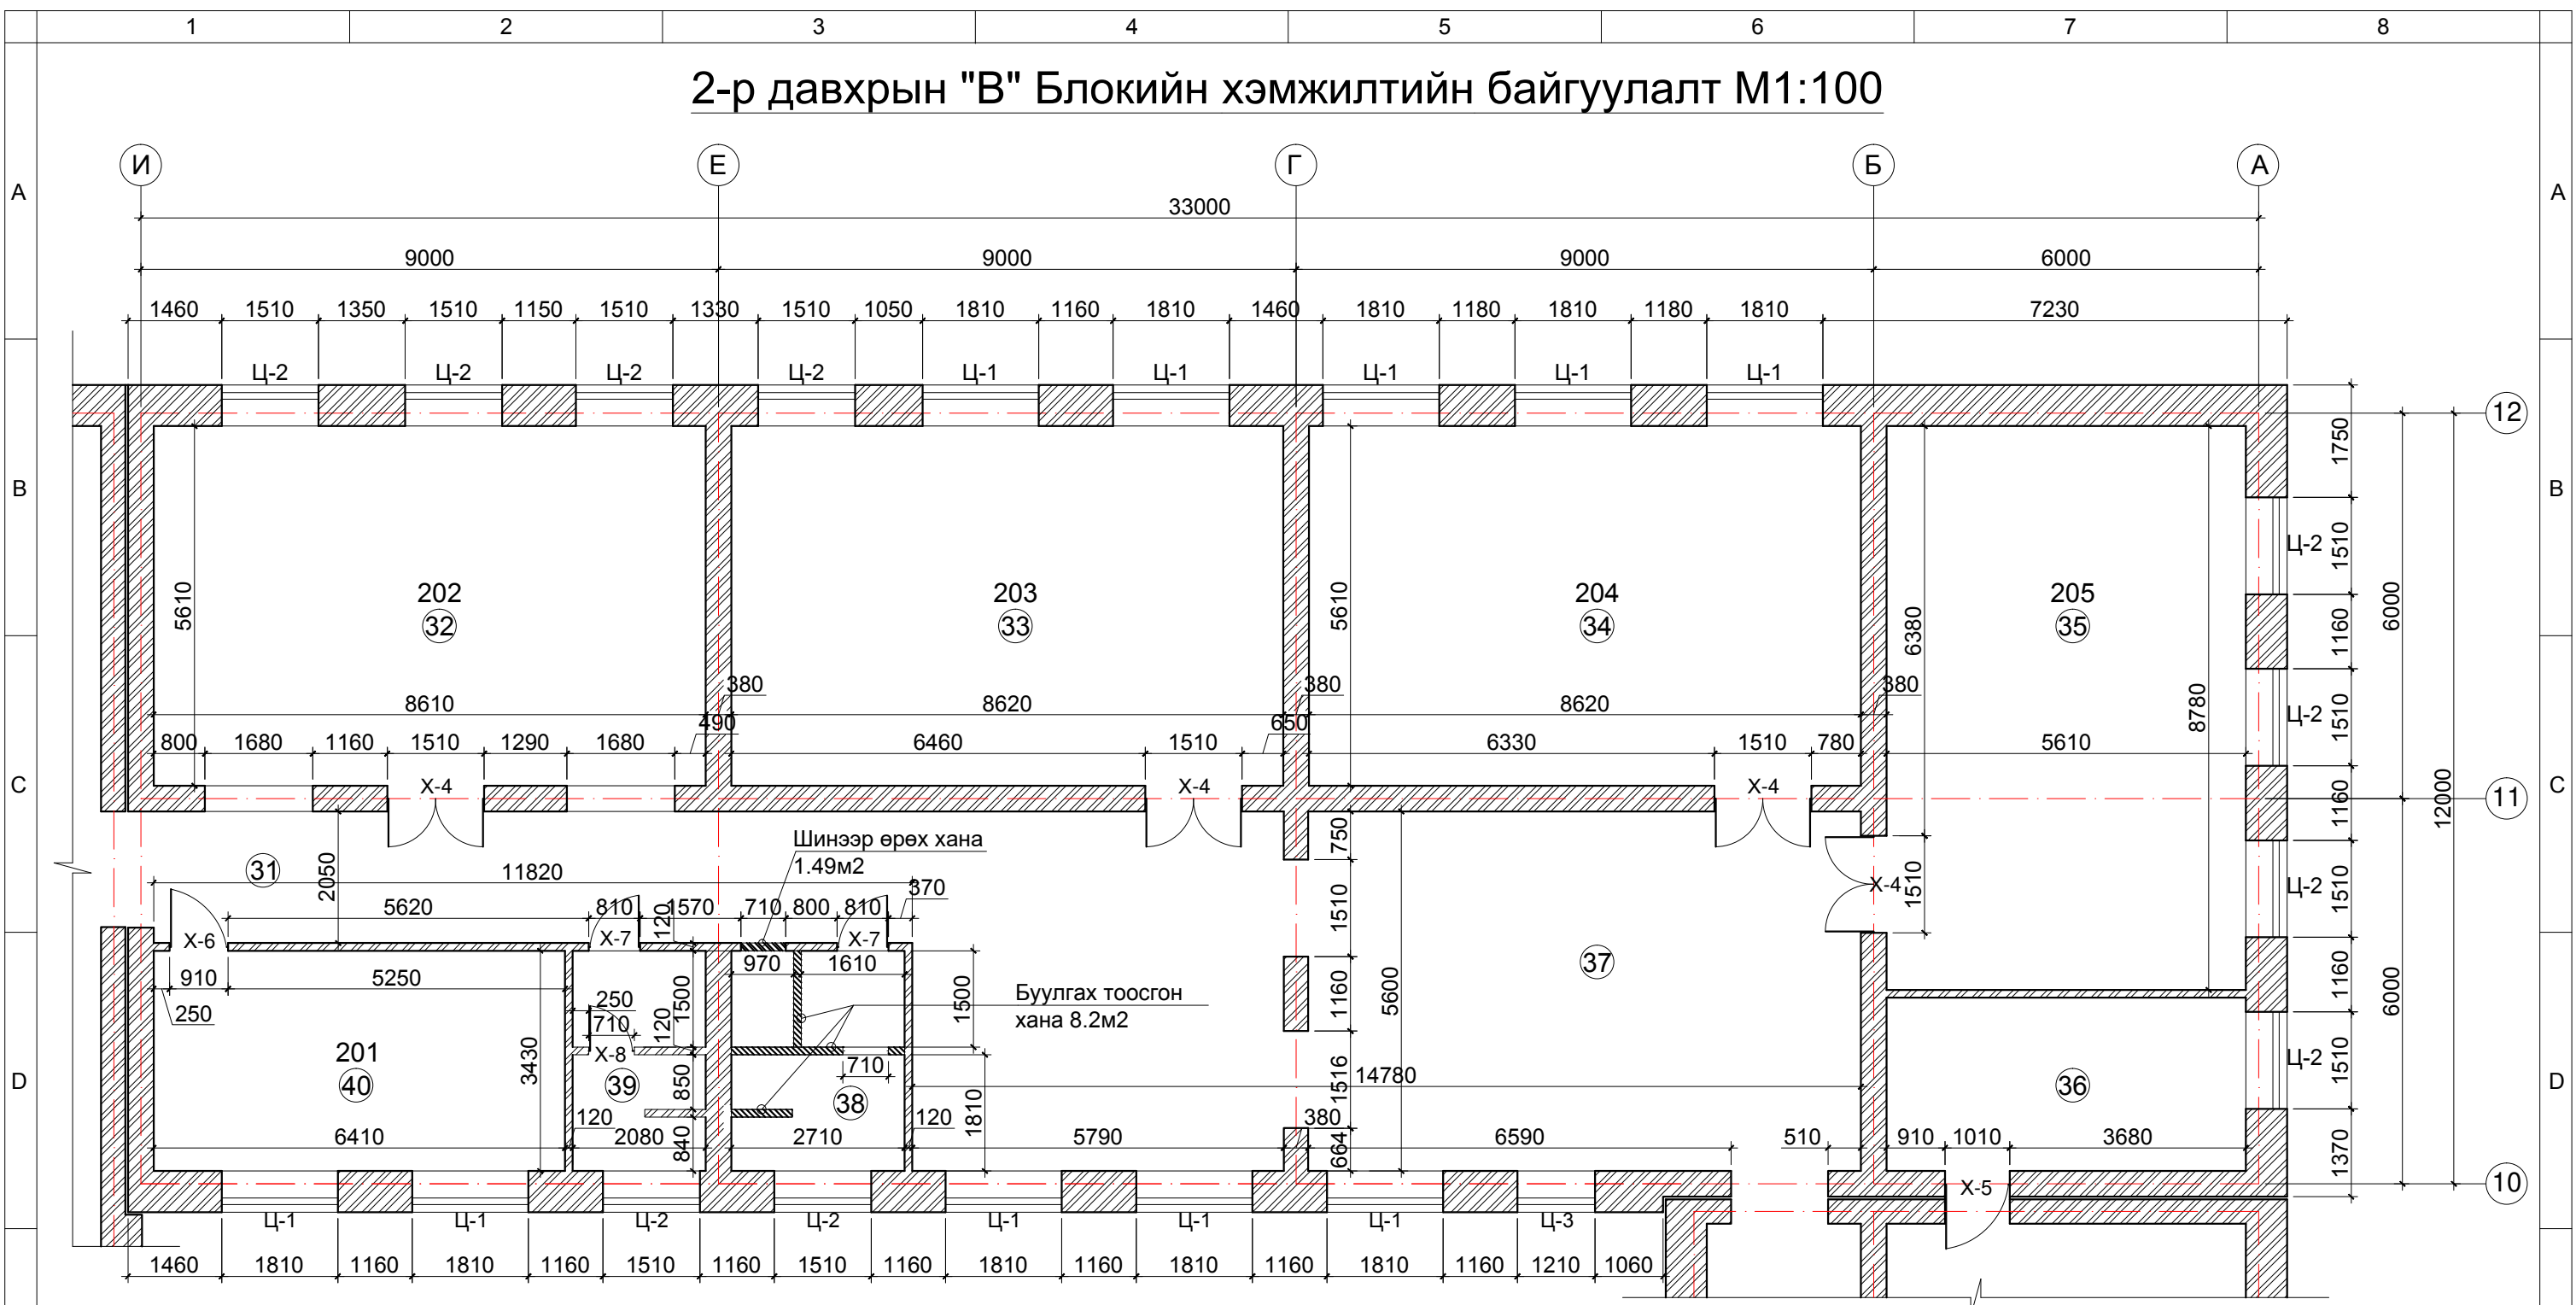 1 2 3 4 5 6 7 8
2-р давхрын "В" Блокийн хэмжилтийн байгуулалт М1:100
И Е Г Б А
A A
33000
9000 9000 9000 6000
1460 1510 1350 1510 1150 1510 1330 1510 1050 1810 1160 1810 1460 1810 1180 1810 1180 1810 7230
Ц-2 Ц-2 Ц-2 Ц-2 Ц-1 Ц-1 Ц-1 Ц-1 Ц-1
12
1750
B B
Ц-2 1510
202 203 204 205
32 33 34 35
5610 5610 6380 1160 6000
380 380 380
8610 8620 8620 8780 Ц-2 1510
490 650
800 1680 1160 1510 1290 1680 6460 1510 6330 1510 780 5610
C C
Х-4 Х-4 Х-4
11
1160 12000
Шинээр өрөх хана
1.49м2
750
31 2050 11820
370
Х-4 1510 Ц-2 1510
5620 810 120 1570 710 800 810 1510
Х-6 Х-7 Х-7
37
970 1610
910 5250 250 1500 1500 1160 5600 1160 6000
250 710 120
Буулгах тоосгон
хана 8.2м2
201 3430 Х-8
40 39 38 36
D D
850 710 1516 14780 Ц-2 1510
120 1810 120 380
6410 2080 840 2710 5790 664 6590 510 910 1010 3680 1370
10
Х-5
Ц-1 Ц-1 Ц-2 Ц-2 Ц-1 Ц-1 Ц-1 Ц-3
1460 1810 1160 1810 1160 1510 1160 1510 1160 1810 1160 1810 1160 1810 1160 1210 1060